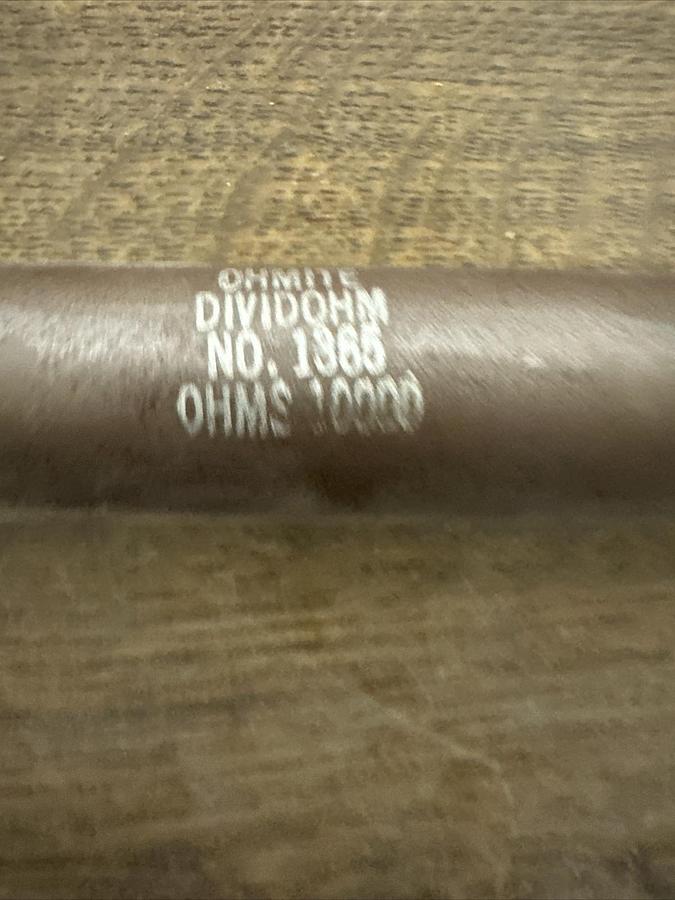 OHMITE
DIVIDOHM
NO. 1365
OHMS 10000